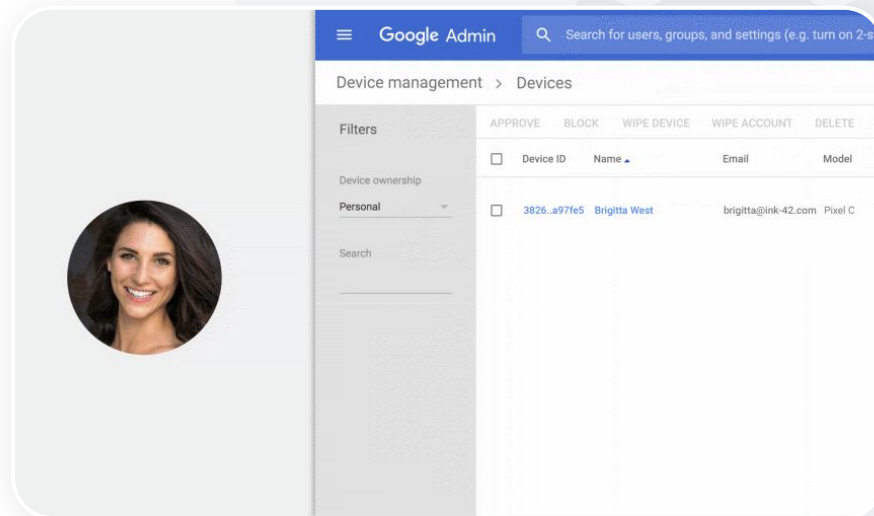 Google Admin
Search for users, groups, and settings (e.g. turn on 2-s
Device management > Devices
Filters
APPROVE BLOCK WIPE DEVICE WIPE ACCOUNT DELETE
Device ID Name Email Model
Device ownership
Personal
3826..a97fe5 Brigitta West brigitta@ink-42.com Pixel C
Search